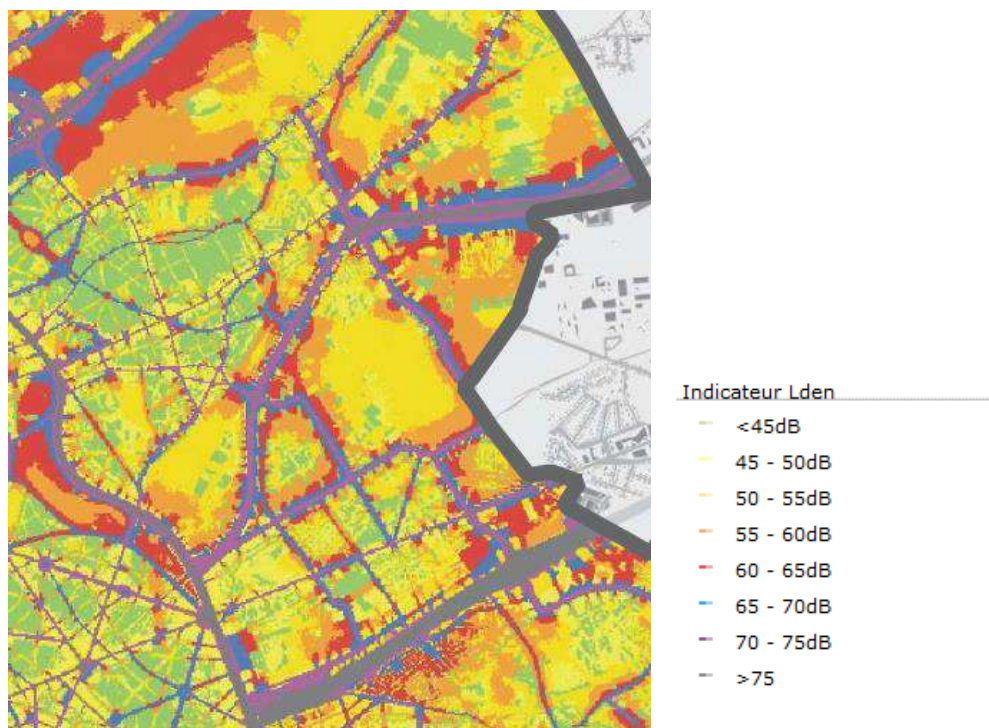 Indicateur Lden
<45dB
45 - 50dB
50 - 55dB
55 - 60dB
60 - 65dB
65 - 70dB
70 - 75dB
>75